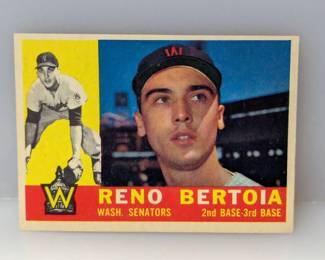 W
W
RENO BERTOIA
WASH. SENATORS 2nd BASE-3rd BASE